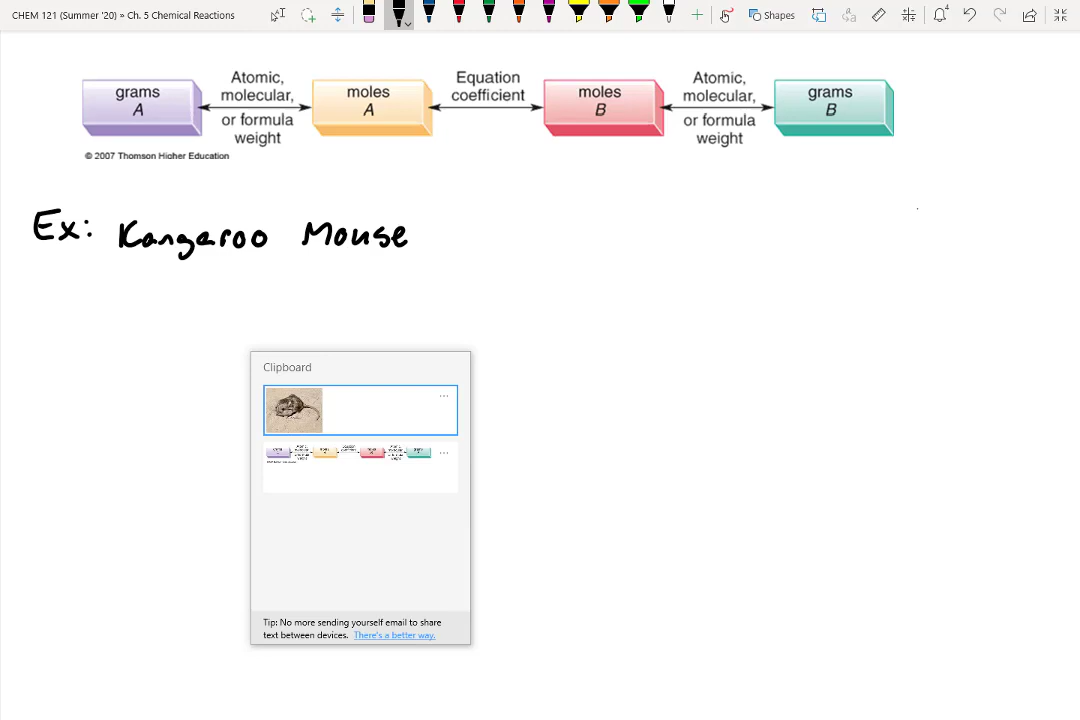 CHEM 121 (Summer '20) » Ch. 5 Chemical Reactions
Shapes
4
grams
A
Atomic,
molecular,
or formula
weight
moles
A
Equation
coefficient
moles
B
Atomic,
molecular,
or formula
weight
grams
B
© 2007 Thomson Higher Education
Ex: Kangaroo Mouse
Clipboard
Tip: No more sending yourself email to share
text between devices. There's a better way.